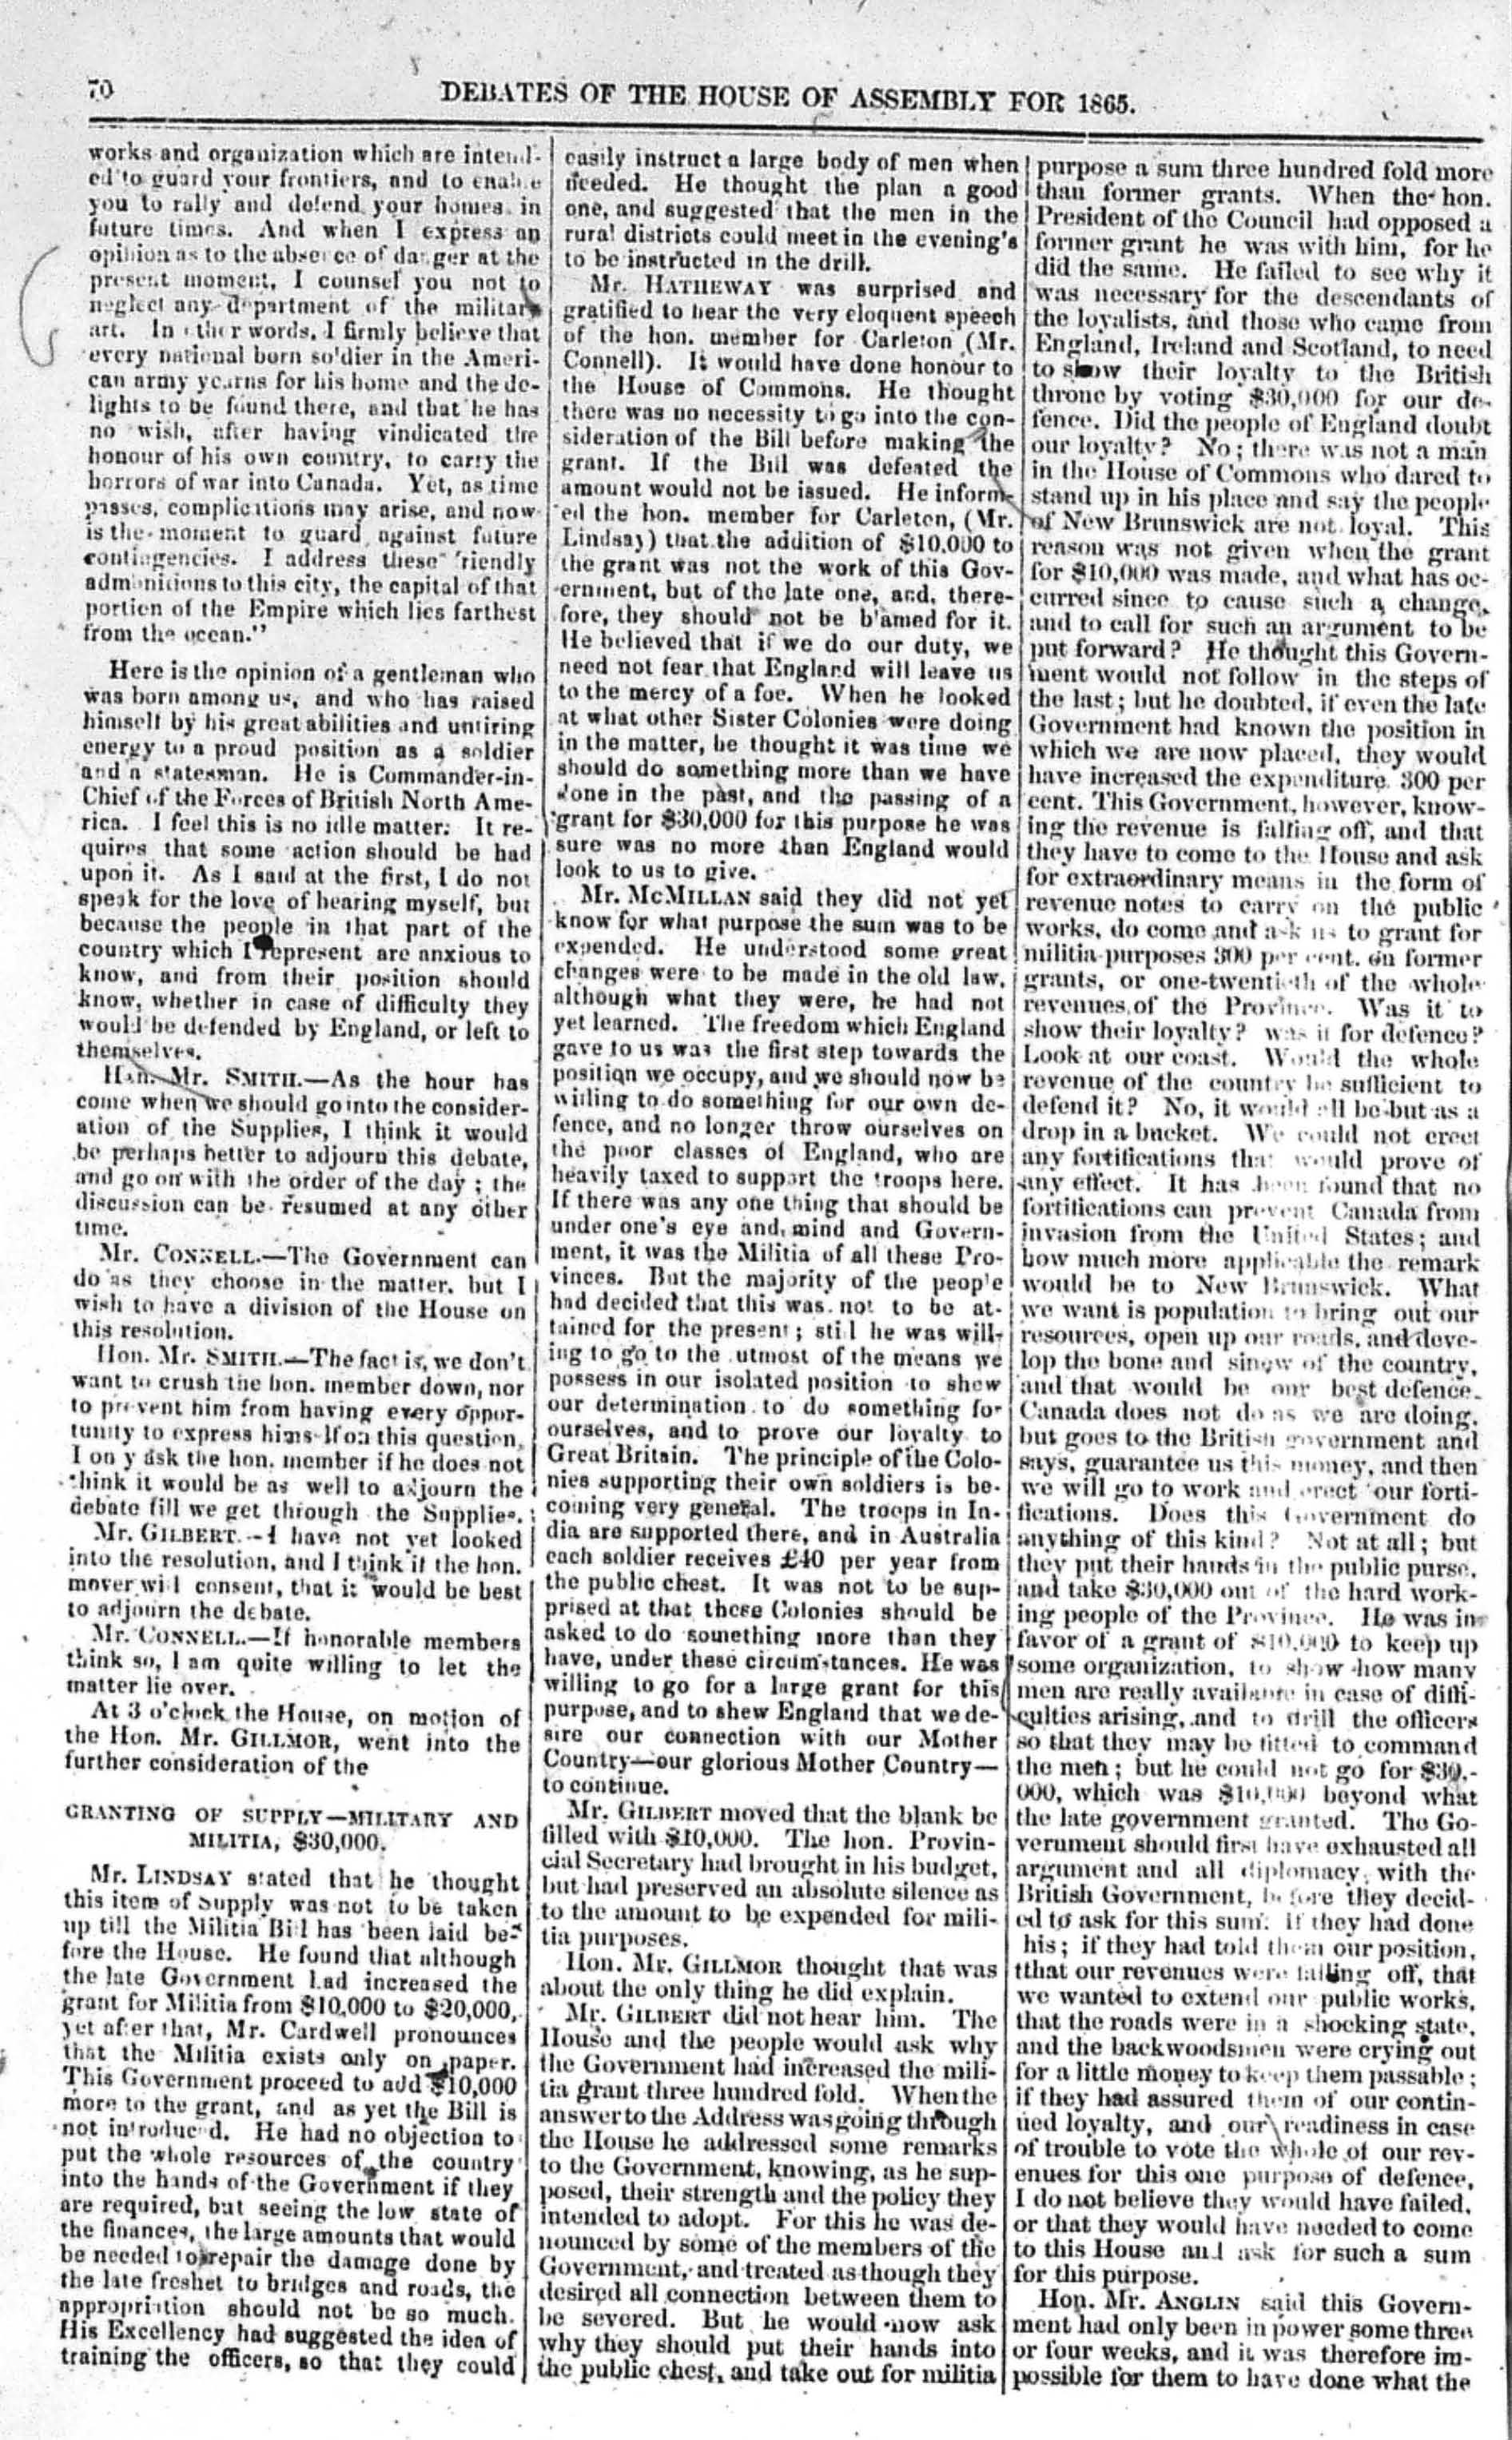 70
DEBATES OF THE HOUSE OF ASSEMBLY FOR 1865.
works and organization which are intend-
ed to guard your frontiers, and to enable
you to rally and defend your homes in
future times. And when I express an
opinion as to the absence of danger at the
present moment, I counsel you not to
neglect any department of the military
art. In other words, I firmly believe that
every national born soldier in the Ameri-
can army yearns for his home and the de-
lights to be found there, and that he has
no wish, after having vindicated the
honour of his own country, to carry the
horrors of war into Canada. Yet, as time
passes, complications may arise, and now
is the moment to guard against future
contingencies. I address these friendly
admonitions to this city, the capital of that
portion of the Empire which lies farthest
from the ocean."
Here is the opinion of a gentleman who
was born among us, and who has raised
himself by his great abilities and untiring
energy to a proud position as a soldier
and a statesman. He is Commander-in-
Chief of the Forces of British North Ame-
rica. I feel this is no idle matter: It re-
quires that some action should be had
upon it. As I said at the first, I do not
speak for the love of hearing myself, but
because the people in that part of the
country which I represent are anxious to
know, and from their position should
know, whether in case of difficulty they
would be defended by England, or left to
themselves.
Hon. Mr. SMITH.—As the hour has
come when we should go into the consider-
ation of the Supplies, I think it would
be perhaps better to adjourn this debate,
and go on with the order of the day; the
discussion can be resumed at any other
time.
Mr. CONNELL.—The Government can
do as they choose in the matter, but I
wish to have a division of the House on
this resolution.
Hon. Mr. SMITH.—The fact is, we don't
want to crush the hon. member down, nor
to prevent him from having every oppor-
tunity to express himself on this question,
I only ask the hon. member if he does not
think it would be as well to adjourn the
debate till we get through the Supplies.
Mr. GILBERT.—I have not yet looked
into the resolution, and I think if the hon.
mover will consent, that it would be best
to adjourn the debate.
Mr. CONNELL.—If honorable members
think so, I am quite willing to let the
matter lie over.
At 3 o'clock the House, on motion of
the Hon. Mr. GILLMOR, went into the
further consideration of the
GRANTING OF SUPPLY—MILITARY AND
MILITIA, $30,000.
Mr. LINDSAY stated that he thought
this item of Supply was not to be taken
up till the Militia Bill has been laid be-
fore the House. He found that although
the late Government had increased the
grant for Militia from $10,000 to $20,000,
yet after that, Mr. Cardwell pronounces
that the Militia exists only on paper.
This Government proceed to add $10,000
more to the grant, and as yet the Bill is
not introduced. He had no objection to
put the whole resources of the country
into the hands of the Government if they
are required, but seeing the low state of
the finances, the large amounts that would
be needed to repair the damage done by
the late freshet to bridges and roads, the
appropriation should not be so much.
His Excellency had suggested the idea of
training the officers, so that they could
easily instruct a large body of men when
needed. He thought the plan a good
one, and suggested that the men in the
rural districts could meet in the evening's
to be instructed in the drill.
Mr. HATHEWAY was surprised and
gratified to hear the very eloquent speech
of the hon. member for Carleton (Mr.
Connell). It would have done honour to
the House of Commons. He thought
there was no necessity to go into the con-
sideration of the Bill before making the
grant. If the Bill was defeated the
amount would not be issued. He inform-
ed the hon. member for Carleton, (Mr.
Lindsay) that the addition of $10,000 to
the grant was not the work of this Gov-
ernment, but of the late one, and, there-
fore, they should not be blamed for it.
He believed that if we do our duty, we
need not fear that England will leave us
to the mercy of a foe. When he looked
at what other Sister Colonies were doing
in the matter, he thought it was time we
should do something more than we have
done in the past, and the passing of a
grant for $30,000 for this purpose he was
sure was no more than England would
look to us to give.
Mr. MCMILLAN said they did not yet
know for what purpose the sum was to be
expended. He understood some great
changes were to be made in the old law,
although what they were, he had not
yet learned. The freedom which England
gave to us was the first step towards the
position we occupy, and we should now be
willing to do something for our own de-
fence, and no longer throw ourselves on
the poor classes of England, who are
heavily taxed to support the troops here.
If there was any one thing that should be
under one's eye and mind and Govern-
ment, it was the Militia of all these Pro-
vinces. But the majority of the people
had decided that this was not to be at-
tained for the present; still he was will-
ing to go to the utmost of the means we
possess in our isolated position to shew
our determination to do something for
ourselves, and to prove our loyalty to
Great Britain. The principle of the Colo-
nies supporting their own soldiers is be-
coming very general. The troops in In-
dia are supported there, and in Australia
each soldier receives £40 per year from
the public chest. It was not to be sup-
prised at that these Colonies should be
asked to do something more than they
have, under these circumstances. He was
willing to go for a large grant for this
purpose, and to shew England that we de-
sire our connection with our Mother
Country—our glorious Mother Country—
to continue.
Mr. GILBERT moved that the blank be
filled with $10,000. The hon. Provin-
cial Secretary had brought in his budget,
but had preserved an absolute silence as
to the amount to be expended for mili-
tia purposes.
Hon. Mr. GILLMOR thought that was
about the only thing he did explain.
Mr. GILBERT did not hear him. The
House and the people would ask why
the Government had increased the mili-
tia grant three hundred fold. When the
answer to the Address was going through
the House he addressed some remarks
to the Government, knowing, as he sup-
posed, their strength and the policy they
intended to adopt. For this he was de-
nounced by some of the members of the
Government, and treated as though they
desired all connection between them to
be severed. But he would now ask
why they should put their hands into
the public chest, and take out for militia
purpose a sum three hundred fold more
than former grants. When the hon.
President of the Council had opposed a
former grant he was with him, for he
did the same. He failed to see why it
was necessary for the descendants of
the loyalists, and those who came from
England, Ireland and Scotland, to need
to show their loyalty to the British
throne by voting $30,000 for our de-
fence. Did the people of England doubt
our loyalty? No; there was not a man
in the House of Commons who dared to
stand up in his place and say the people
of New Brunswick are not loyal. This
reason was not given when the grant
for $10,000 was made, and what has oc-
curred since to cause such a change,
and to call for such an argument to be
put forward? He thought this Govern-
ment would not follow in the steps of
the last; but he doubted, if even the late
Government had known the position in
which we are now placed, they would
have increased the expenditure 300 per
cent. This Government, however, know-
ing the revenue is falling off, and that
they have to come to the House and ask
for extraordinary means in the form of
revenue notes to carry on the public
works, do come and ask us to grant for
militia purposes 300 per cent. on former
grants, or one-twentieth of the whole
revenues of the Province. Was it to
show their loyalty? was it for defence?
Look at our coast. Would the whole
revenue of the country be sufficient to
defend it? No, it would all be but as a
drop in a bucket. We could not erect
any fortifications that would prove of
any effect. It has been found that no
fortifications can prevent Canada from
invasion from the United States; and
how much more applicable the remark
would be to New Brunswick. What
we want is population to bring out our
resources, open up our roads, and deve-
lop the bone and sinew of the country,
and that would be our best defence.
Canada does not do as we are doing,
but goes to the British government and
says, guarantee us this money, and then
we will go to work and erect our forti-
fications. Does this Government do
anything of this kind? Not at all; but
they put their hands in the public purse,
and take $30,000 out of the hard work-
ing people of the Province. He was in
favor of a grant of $10,000 to keep up
some organization, to show how many
men are really available in case of diffi-
culties arising, and to drill the officers
so that they may be fitted to command
the men; but he could not go for $30,-
000, which was $10,000 beyond what
the late government granted. The Go-
vernment should first have exhausted all
argument and all diplomacy with the
British Government, before they decid-
ed to ask for this sum. If they had done
his; if they had told them our position,
tthat our revenues were falling off, that
we wanted to extend our public works,
that the roads were in a shocking state,
and the backwoodsmen were crying out
for a little money to keep them passable;
if they had assured them of our contin-
ued loyalty, and our readiness in case
of trouble to vote the whole of our rev-
enues for this one purpose of defence,
I do not believe they would have failed,
or that they would have needed to come
to this House and ask for such a sum
for this purpose.
Hon. Mr. ANGLIN said this Govern-
ment had only been in power some three
or four weeks, and it was therefore im-
possible for them to have done what the